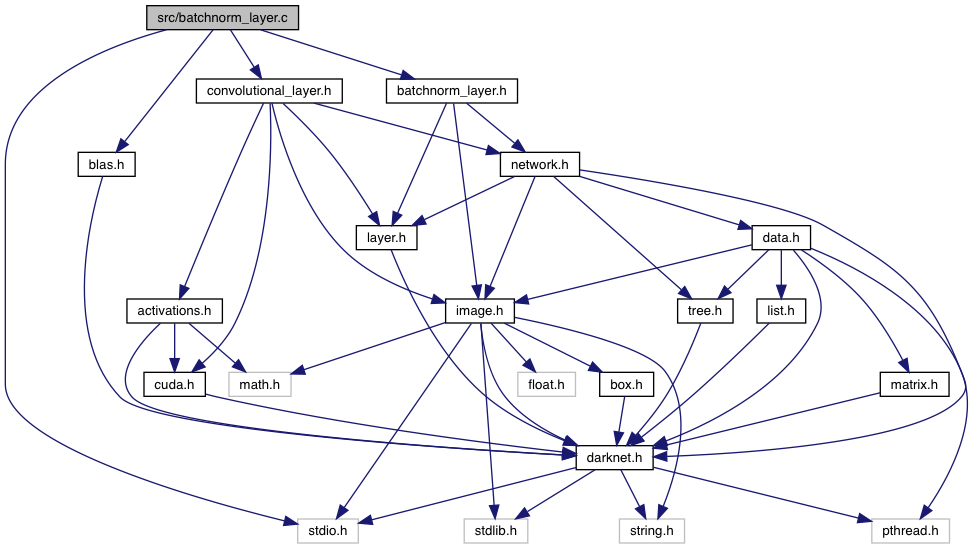 src/batchnorm_layer.c
convolutional_layer.h
batchnorm_layer.h
blas.h
network.h
layer.h
data.h
activations.h
image.h
tree.h
list.h
cuda.h
math.h
float.h
box.h
matrix.h
darknet.h
stdio.h
stdlib.h
string.h
pthread.h